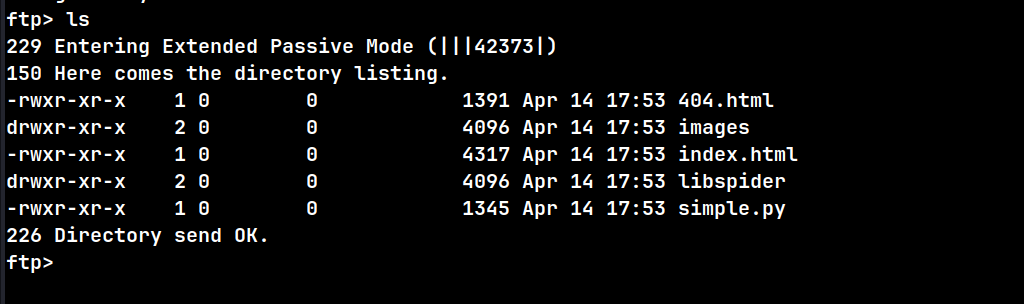 ftp> ls
229 Entering Extended Passive Mode (|||42373|)
150 Here comes the directory listing.
-rwxr-xr-x    1 0        0            1391 Apr 14 17:53 404.html
drwxr-xr-x    2 0        0            4096 Apr 14 17:53 images
-rwxr-xr-x    1 0        0            4317 Apr 14 17:53 index.html
drwxr-xr-x    2 0        0            4096 Apr 14 17:53 libspider
-rwxr-xr-x    1 0        0            1345 Apr 14 17:53 simple.py
226 Directory send OK.
ftp>